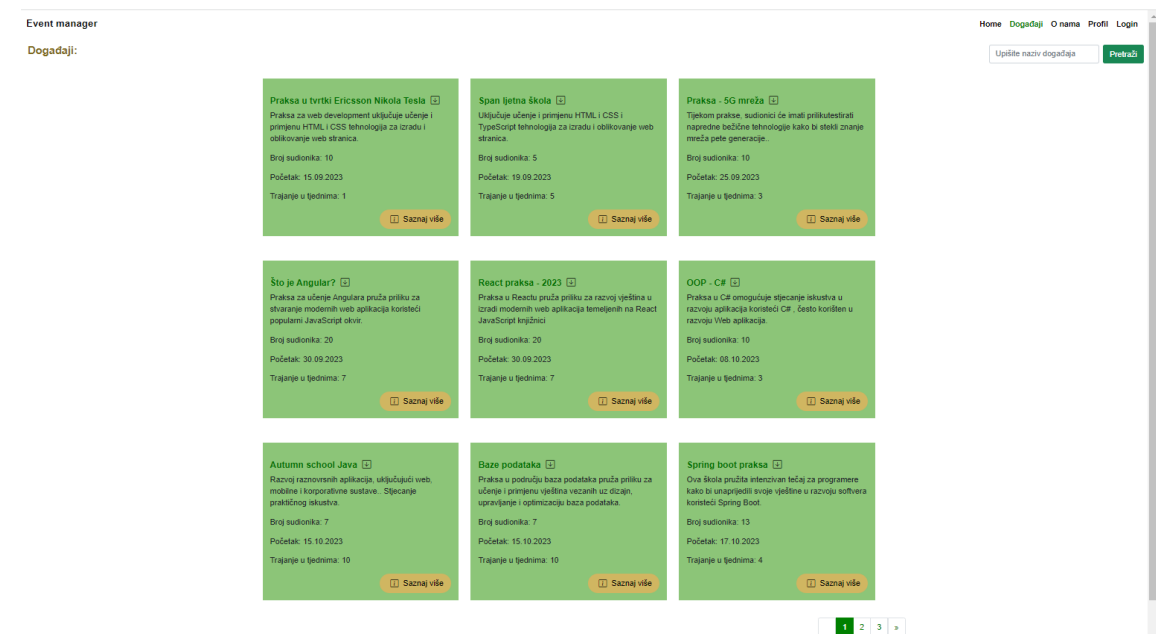 Event manager
Home Događaji O nama Profil Login
Događaji:
Upišite naziv događaja
Pretraži
Praksa u tvrtki Ericsson Nikola Tesla
Praksa za web development uključuje učenje i
primjenu HTML i CSS tehnologija za izradu i
oblikovanje web stranica.
Broj sudionika: 10
Početak: 15.09.2023
Trajanje u tjednima: 1
Saznaj više
Span ljetna škola
Uključuje učenje i primjenu HTML i CSS i
TypeScript tehnologija za izradu i oblikovanje web
stranica.
Broj sudionika: 5
Početak: 19.09.2023
Trajanje u tjednima: 5
Saznaj više
Praksa - 5G mreža
Tijekom prakse, sudionici će imati prilikutestirati
napredne bežične tehnologije kako bi stekli znanje
mreža pete generacije..
Broj sudionika: 10
Početak: 25.09.2023
Trajanje u tjednima: 3
Saznaj više
Što je Angular?
Praksa za učenje Angulara pruža priliku za
stvaranje modernih web aplikacija koristeći
popularni JavaScript okvir.
Broj sudionika: 20
Početak: 30.09.2023
Trajanje u tjednima: 7
Saznaj više
React praksa - 2023
Praksa u Reactu pruža priliku za razvoj vještina u
izradi modernih web aplikacija temeljenih na React
JavaScript knjižnici
Broj sudionika: 20
Početak: 30.09.2023
Trajanje u tjednima: 7
Saznaj više
OOP - C#
Praksa u C# omogućuje stjecanje iskustva u
razvoju aplikacija koristeći C# , često korišten u
razvoju Web aplikacija.
Broj sudionika: 10
Početak: 08.10.2023
Trajanje u tjednima: 3
Saznaj više
Autumn school Java
Razvoj raznovrsnih aplikacija, uključujući web,
mobilne i korporativne sustave.. Stjecanje
praktičnog iskustva.
Broj sudionika: 7
Početak: 15.10.2023
Trajanje u tjednima: 10
Saznaj više
Baze podataka
Praksa u području baza podataka pruža priliku za
učenje i primjenu vještina vezanih uz dizajn,
upravljanje i optimizaciju baza podataka.
Broj sudionika: 7
Početak: 15.10.2023
Trajanje u tjednima: 10
Saznaj više
Spring boot praksa
Ova škola pružita intenzivan tečaj za programere
kako bi unaprijedili svoje vještine u razvoju softvera
koristeći Spring Boot.
Broj sudionika: 13
Početak: 17.10.2023
Trajanje u tjednima: 4
Saznaj više
1 2 3 »